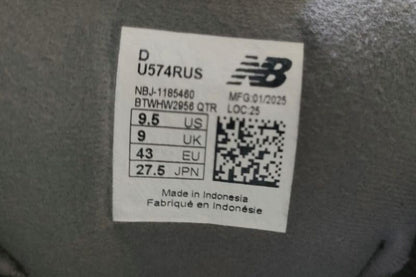 D
U574RUS
NB
NBJ-1185460
MFG:01/2025
BTWHW2956 QTR
LOC:25
9.5 US
9 UK
43 EU
27.5 JPN
Made in Indonesia
Fabriqué en Indonésie